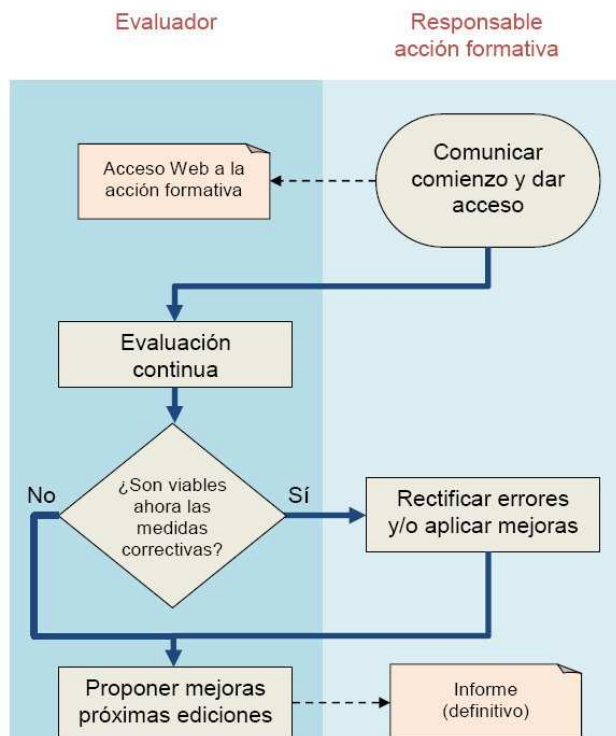 Evaluador
Responsable
acción formativa
Acceso Web a la
acción formativa
Comunicar
comienzo y dar
acceso
Evaluación
continua
¿Son viables
ahora las
medidas
correctivas?
No
Sí
Rectificar errores
y/o aplicar mejoras
Proponer mejoras
próximas ediciones
Informe
(definitivo)